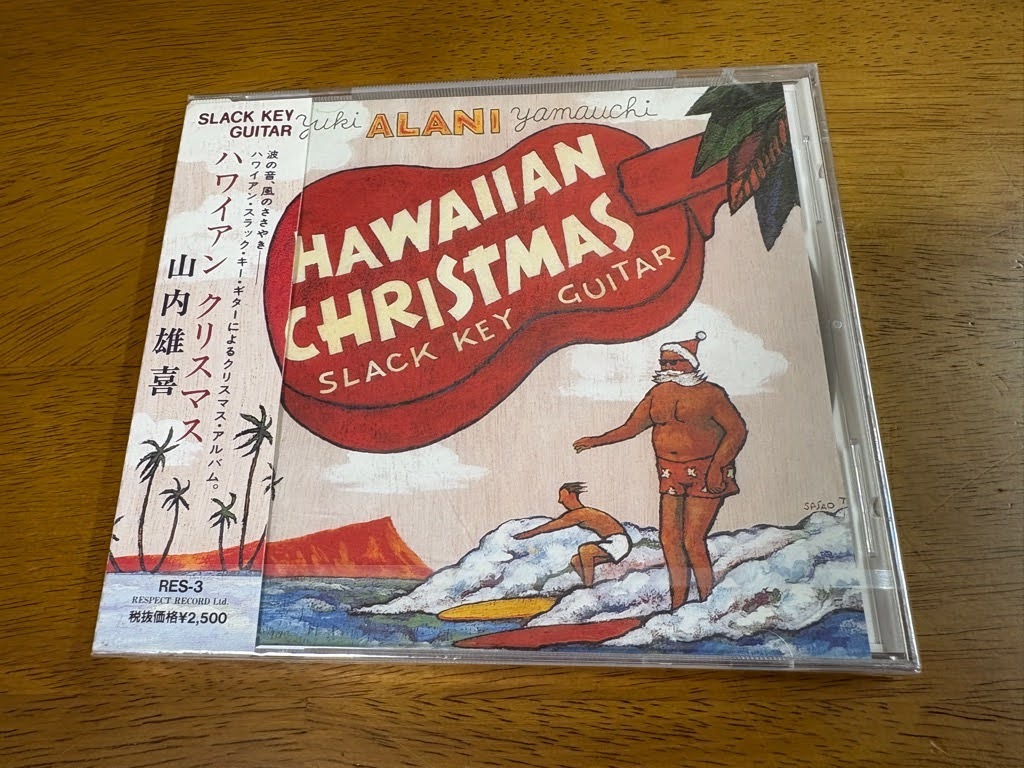 SLACK KEY
GUITAR
波の音、風のささやき——
ハワイアン・スラック・キー・ギターによるクリスマス・アルバム。
ハワイアン クリスマス
山内雄喜
RES-3
RESPECT RECORD Ltd.
税抜価格¥2,500
yuki ALANI yamauchi
HAWAIIAN
CHRISTMAS
SLACK KEY GUITAR
SASAO T